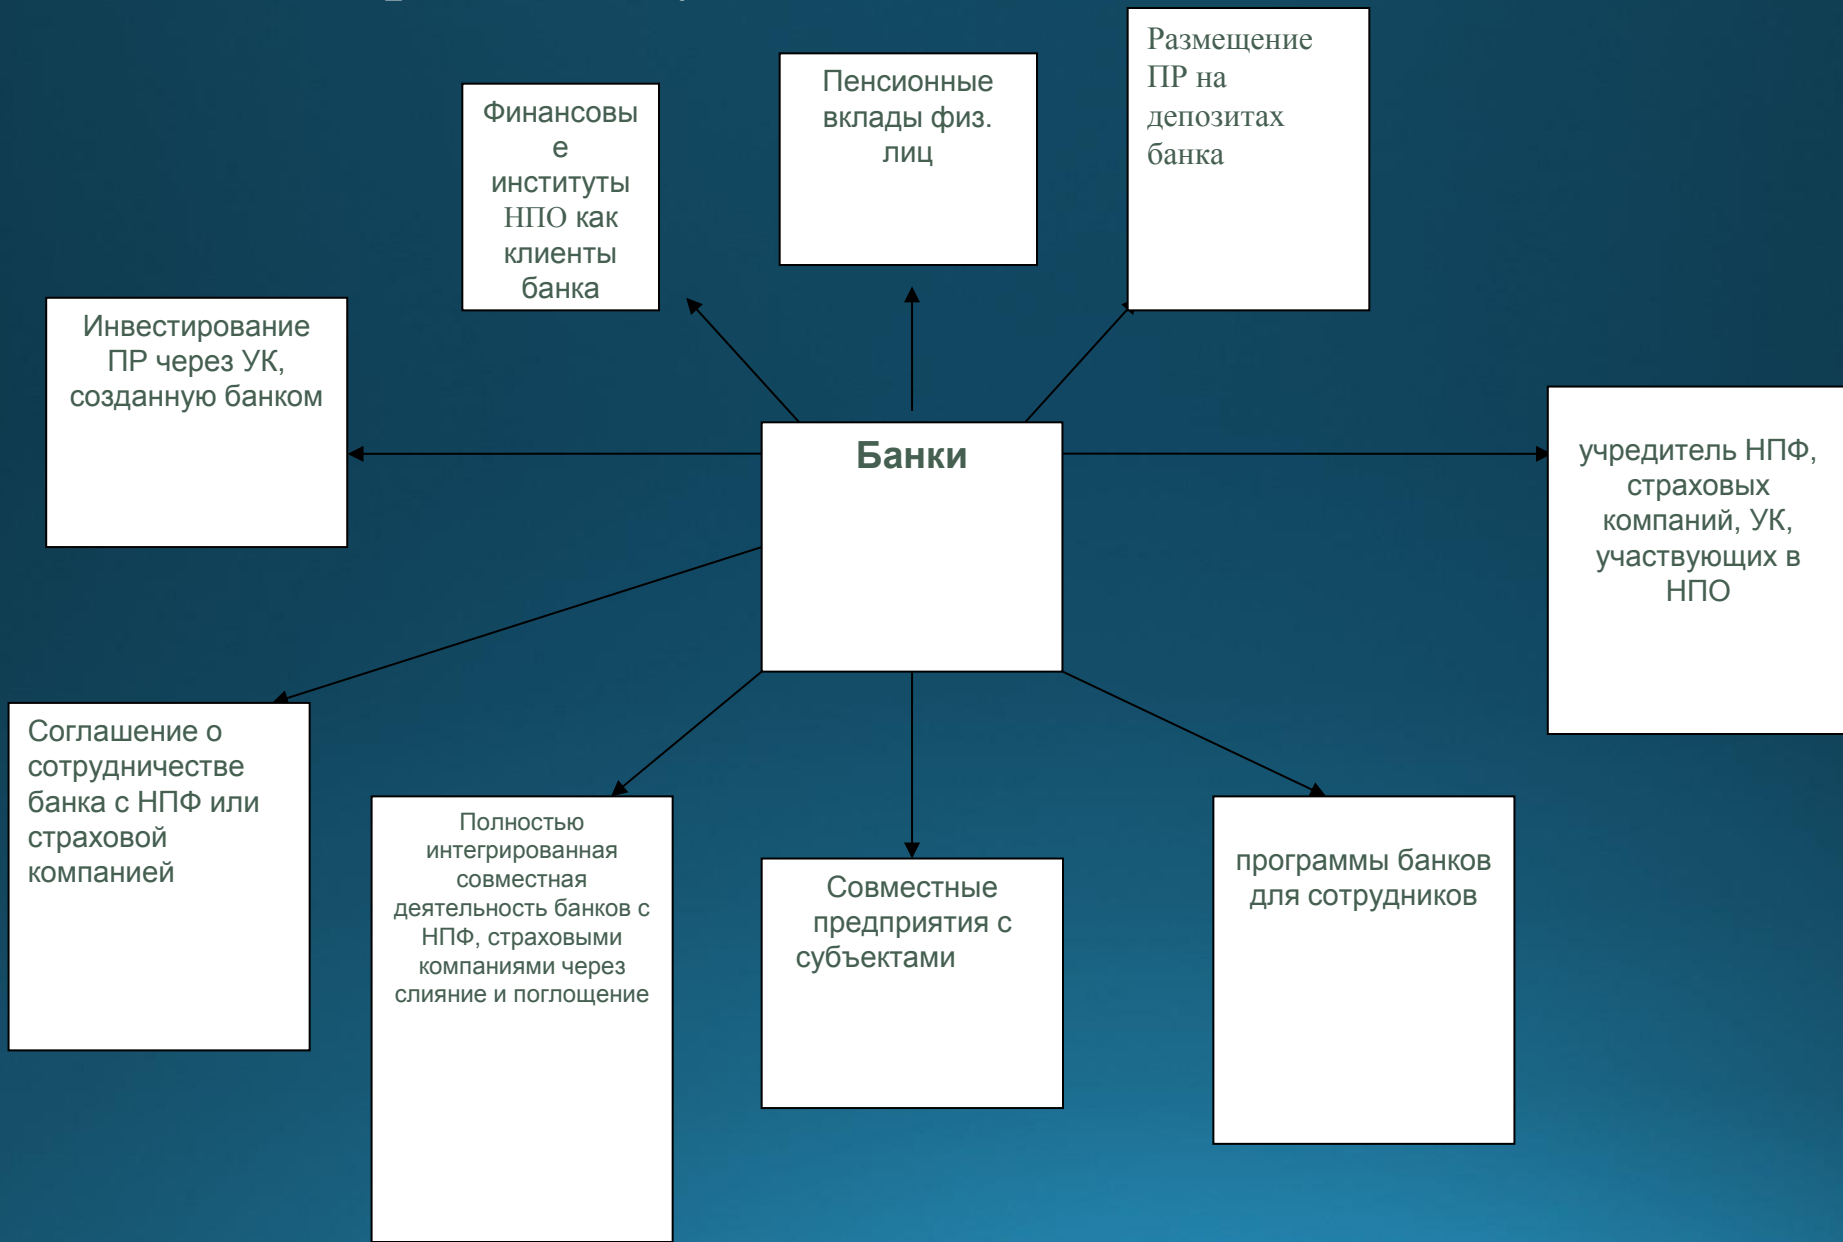 Размещение
ПР на
депозитах
банка
Пенсионные
вклады физ.
лиц
Финансовы
е
институты
НПО как
клиенты
банка
Инвестирование
ПР через УК,
созданную банком
Банки
учредитель НПФ,
страховых
компаний, УК,
участвующих в
НПО
Соглашение о
сотрудничестве
банка с НПФ или
страховой
компанией
Полностью
интегрированная
совместная
деятельность банков с
НПФ, страховыми
компаниями через
слияние и поглощение
Совместные
предприятия с
субъектами
программы банков
для сотрудников